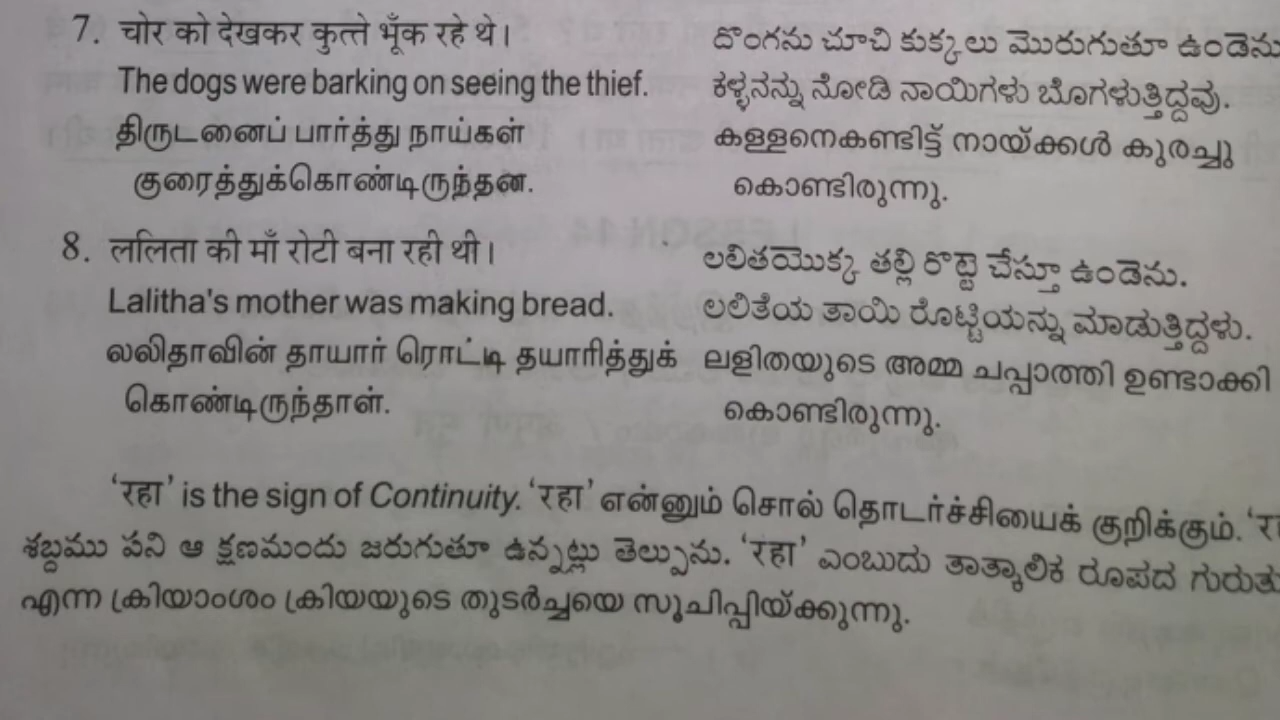 7. चोर को देखकर कुत्ते भूँक रहे थे।
The dogs were barking on seeing the thief.
திருடனைப் பார்த்து நாய்கள்
குரைத்துக்கொண்டிருந்தன.
దొంగను చూచి కుక్కలు మొరుగుతూ ఉండెను
ಕಳ್ಳನನ್ನು ನೋಡಿ ನಾಯಿಗಳು ಬೊಗಳುತ್ತಿದ್ದವು.
കള്ളനെകണ്ടിട്ട് നായ്ക്കൾ കുരച്ചു
കൊണ്ടിരുന്നു.
8. ललिता की माँ रोटी बना रही थी।
Lalitha's mother was making bread.
லலிதாவின் தாயார் ரொட்டி தயாரித்துக்
கொண்டிருந்தாள்.
లలితయొక్క తల్లి రొట్టె చేస్తూ ఉండెను.
ಲಲಿತೆಯ ತಾಯಿ ರೊಟ್ಟಿಯನ್ನು ಮಾಡುತ್ತಿದ್ದಳು.
ലളിതയുടെ അമ്മ ചപ്പാത്തി ഉണ്ടാക്കി
കൊണ്ടിരുന്നു.
‘रहा’ is the sign of Continuity. ‘रहा’ என்னும் சொல் தொடர்ச்சியைக் குறிக்கும்.
శబ్దము పని ఆ క్షణమందు జరుగుతూ ఉన్నట్లు తెల్పును. ‘रहा’ ಎಂಬುದು ತಾತ್ಕಾಲಿಕ ರೂಪದ
എന്ന ക്രിയാംശം ക്രിയയുടെ തുടർച്ചയെ സൂചിപ്പിയ്ക്കുന്നു.